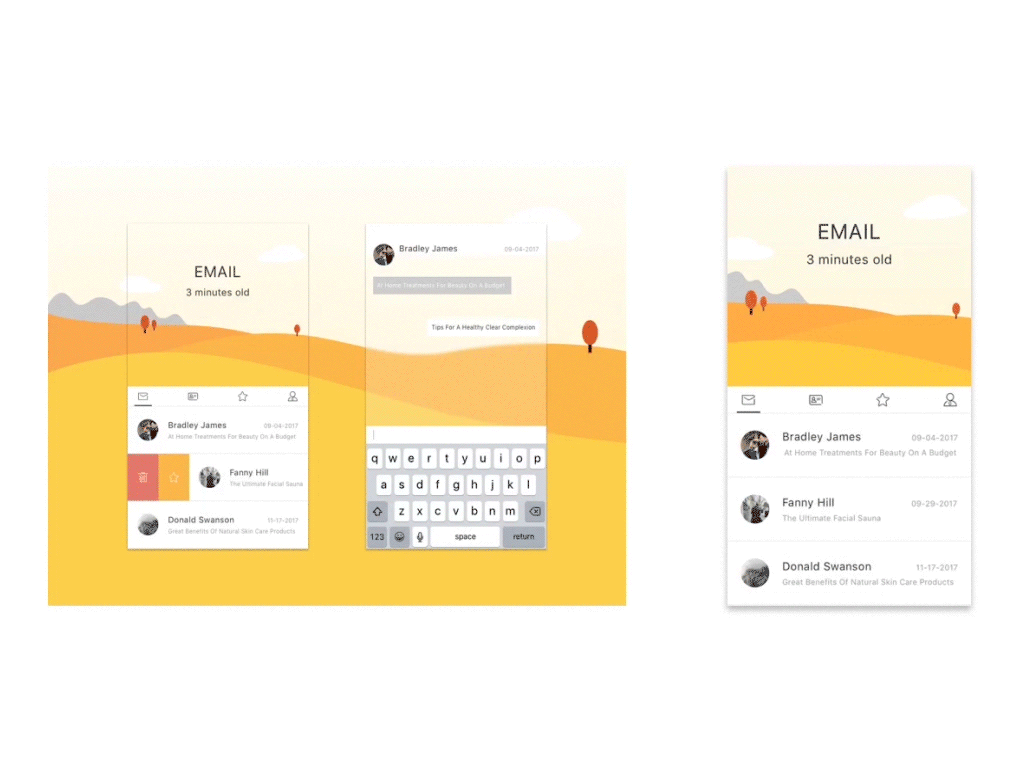 EMAIL
3 minutes old
Bradley James
09-04-2017
At Home Treatments For Beauty On A Budget
Fanny Hill
The Ultimate Facial Sauna
Donald Swanson
11-17-2017
Great Benefits Of Natural Skin Care Products
Bradley James
09-04-2017
At Home Treatments For Beauty On A Budget
Tips For A Healthy Clear Complexion
q w e r t y u i o p
a s d f g h j k l
z x c v b n m
123 space return
EMAIL
3 minutes old
Bradley James
09-04-2017
At Home Treatments For Beauty On A Budget
Fanny Hill
09-29-2017
The Ultimate Facial Sauna
Donald Swanson
11-17-2017
Great Benefits Of Natural Skin Care Products